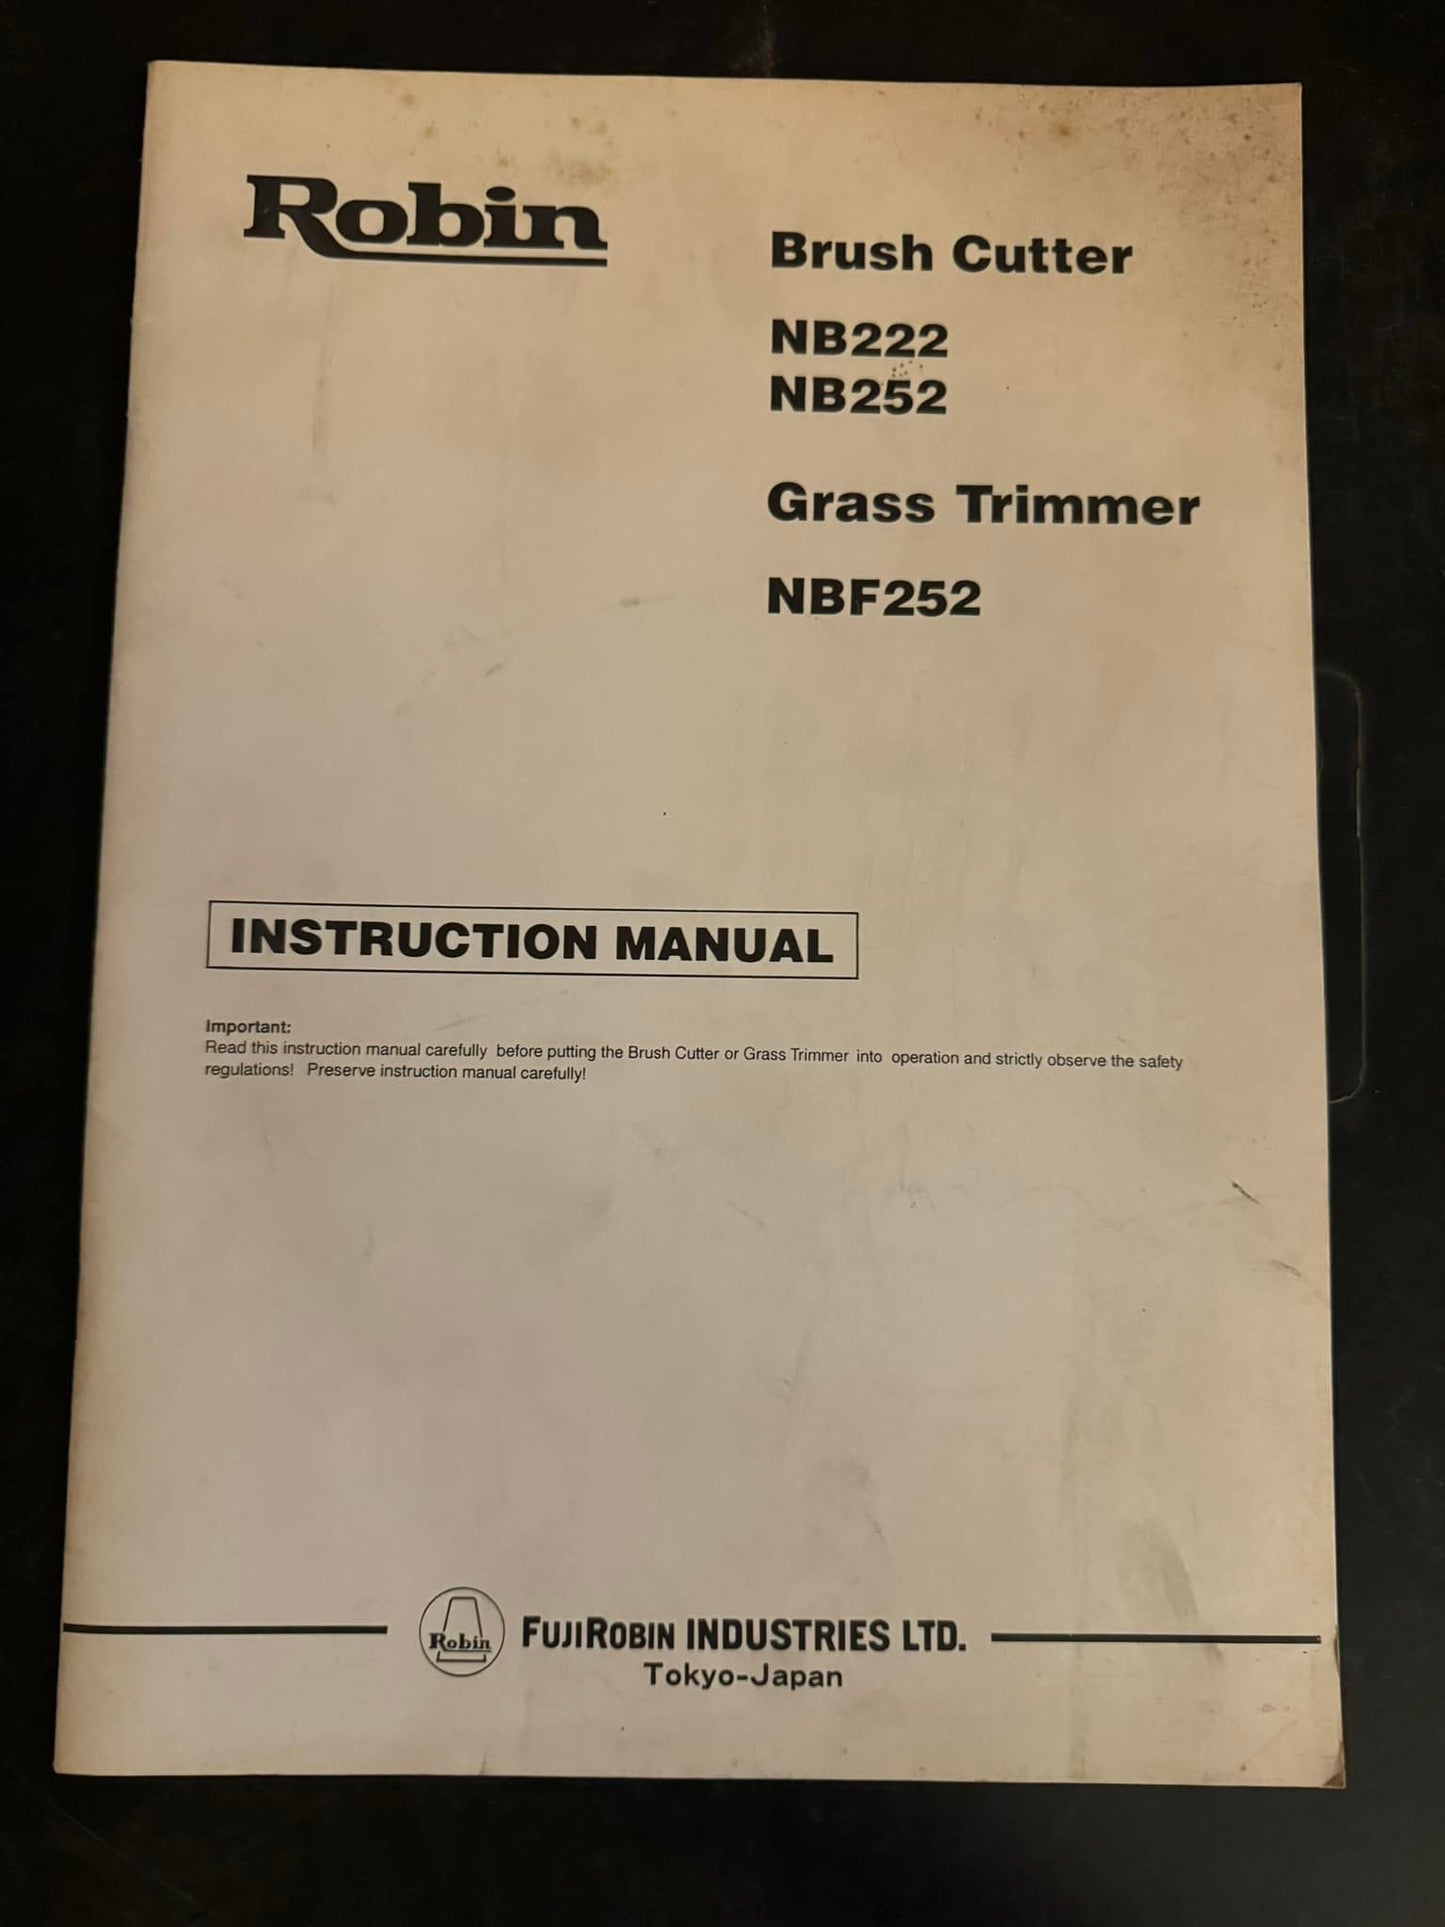 Robin
Brush Cutter
NB222
NB252
Grass Trimmer
NBF252
INSTRUCTION MANUAL
Important:
Read this instruction manual carefully before putting the Brush Cutter or Grass Trimmer into operation and strictly observe the safety
regulations! Preserve instruction manual carefully!
Robin
FUJIROBIN INDUSTRIES LTD.
Tokyo-Japan